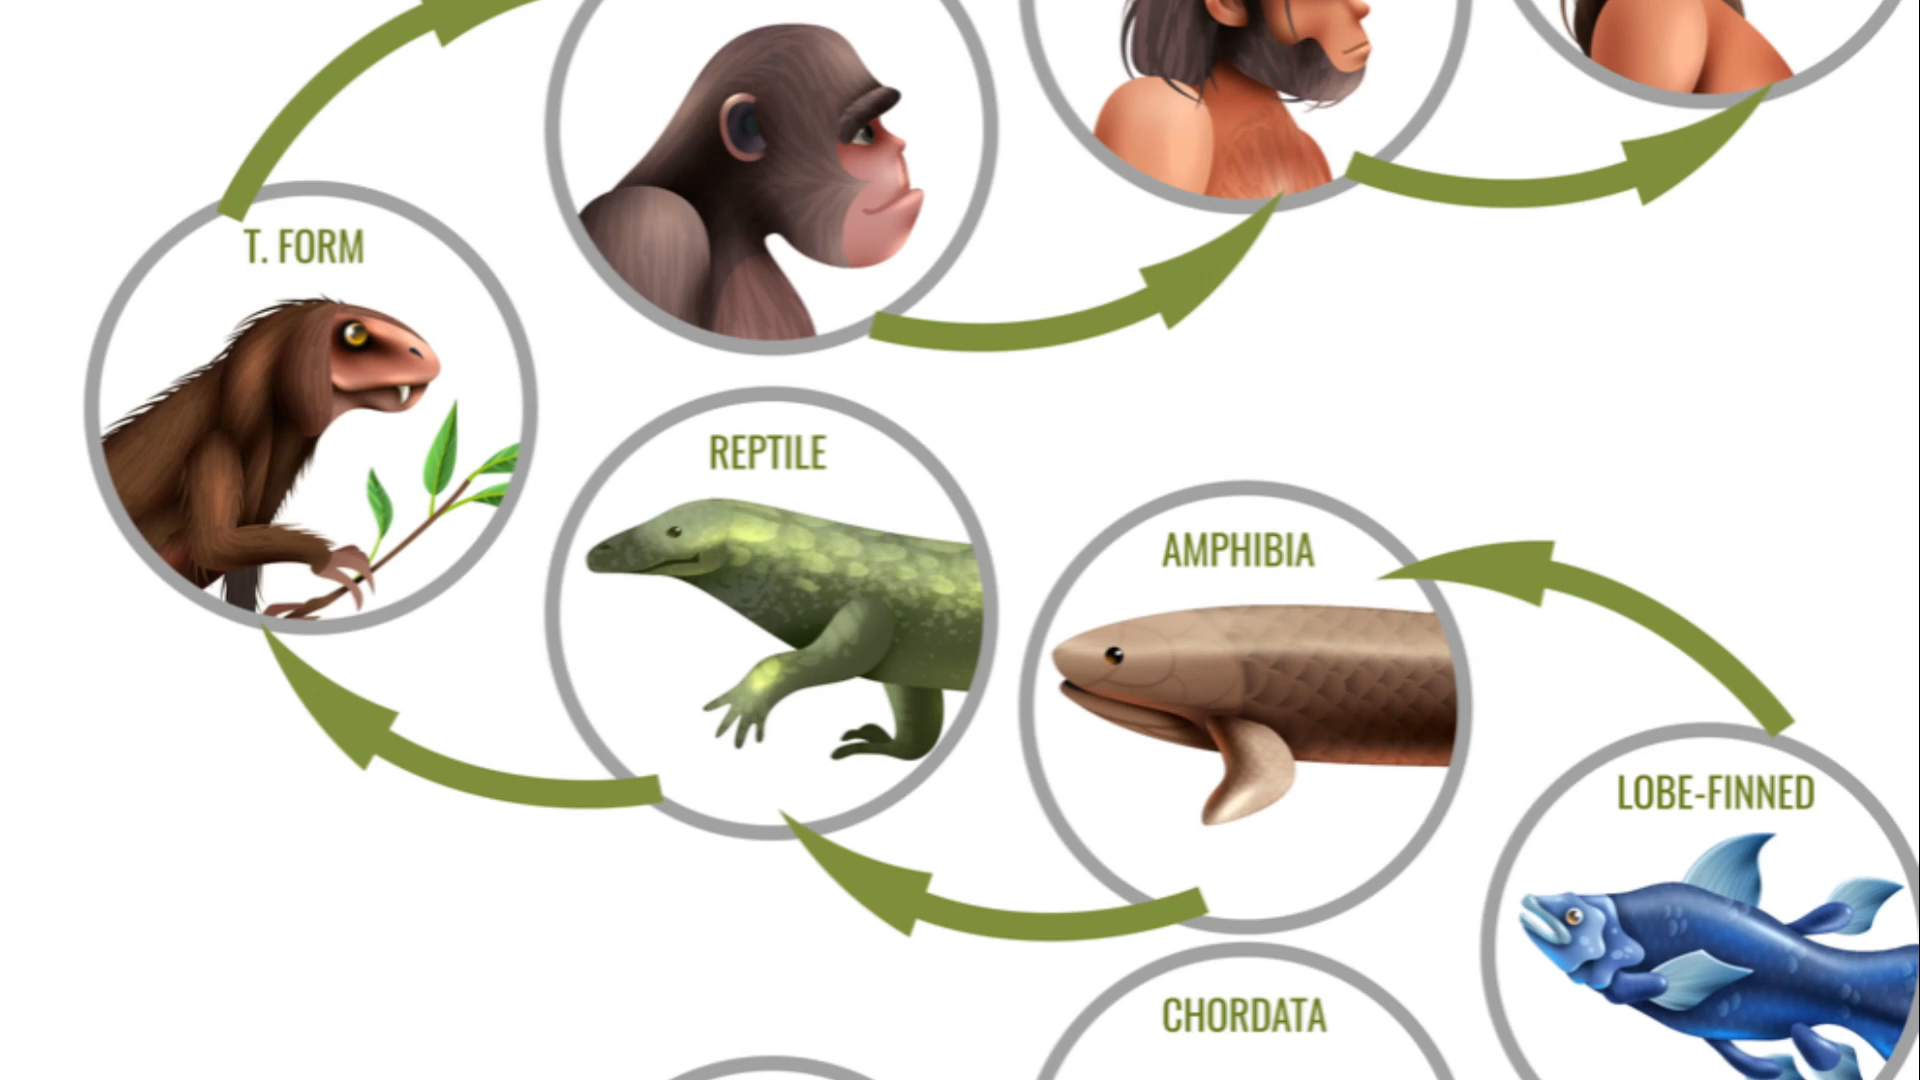 T. FORM
REPTILE
AMPHIBIA
LOBE-FINNED
CHORDATA